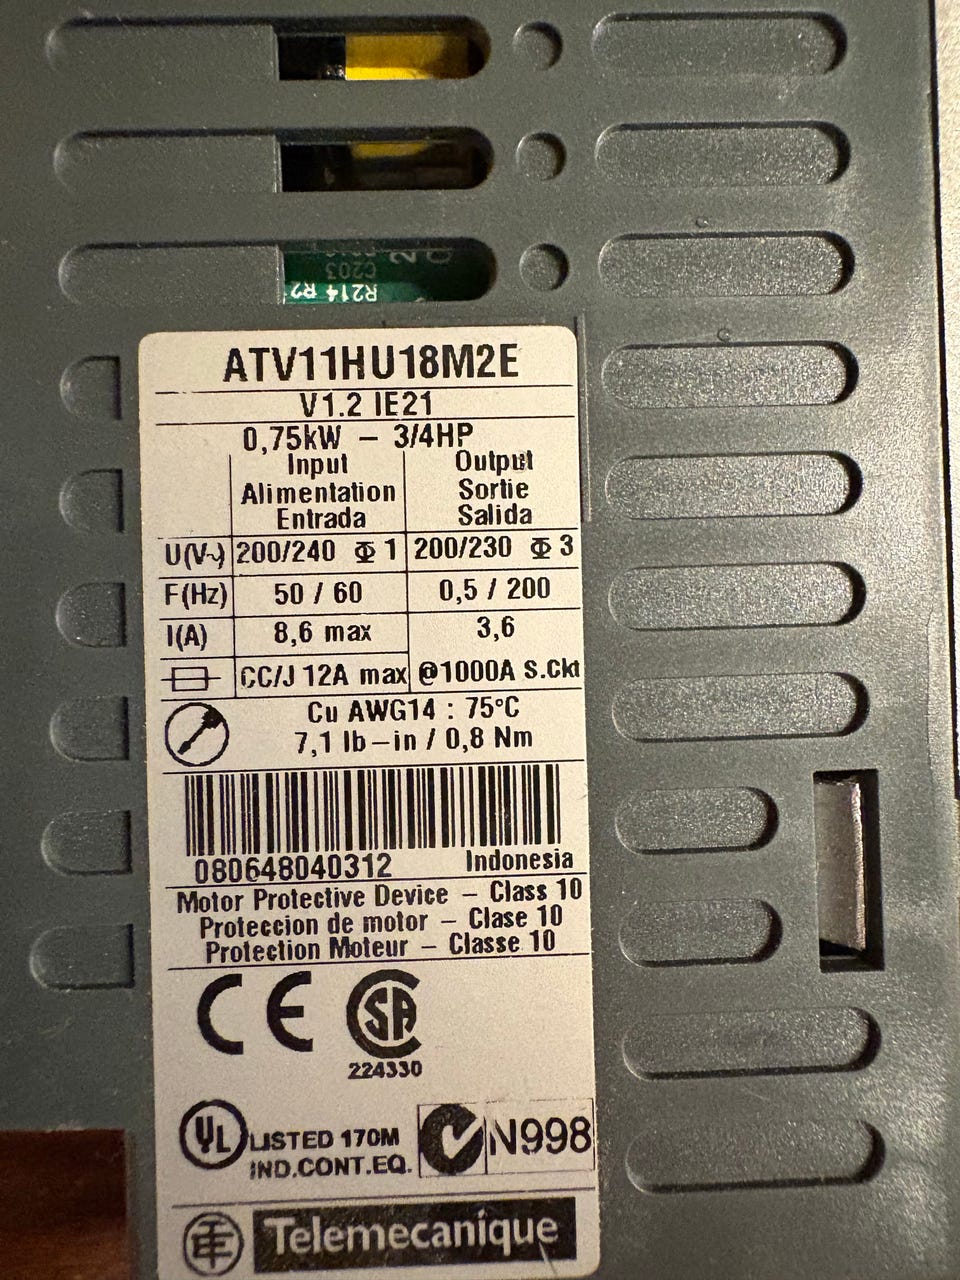 C203
R214 R2
ATV11HU18M2E
V1.2 IE21
0,75kW – 3/4HP
Input Output
Alimentation Sortie
Entrada Salida
U(V~) 200/240 Φ 1 200/230 Φ 3
F(Hz) 50 / 60 0,5 / 200
I(A) 8,6 max 3,6
CC/J 12A max @1000A S.Ckt
Cu AWG14 : 75°C
7,1 lb–in / 0,8 Nm
080648040312 Indonesia
Motor Protective Device – Class 10
Proteccion de motor – Clase 10
Protection Moteur – Classe 10
CE CSA
224330
UL LISTED 170M
IND.CONT.EQ.
N998
TE Telemecanique